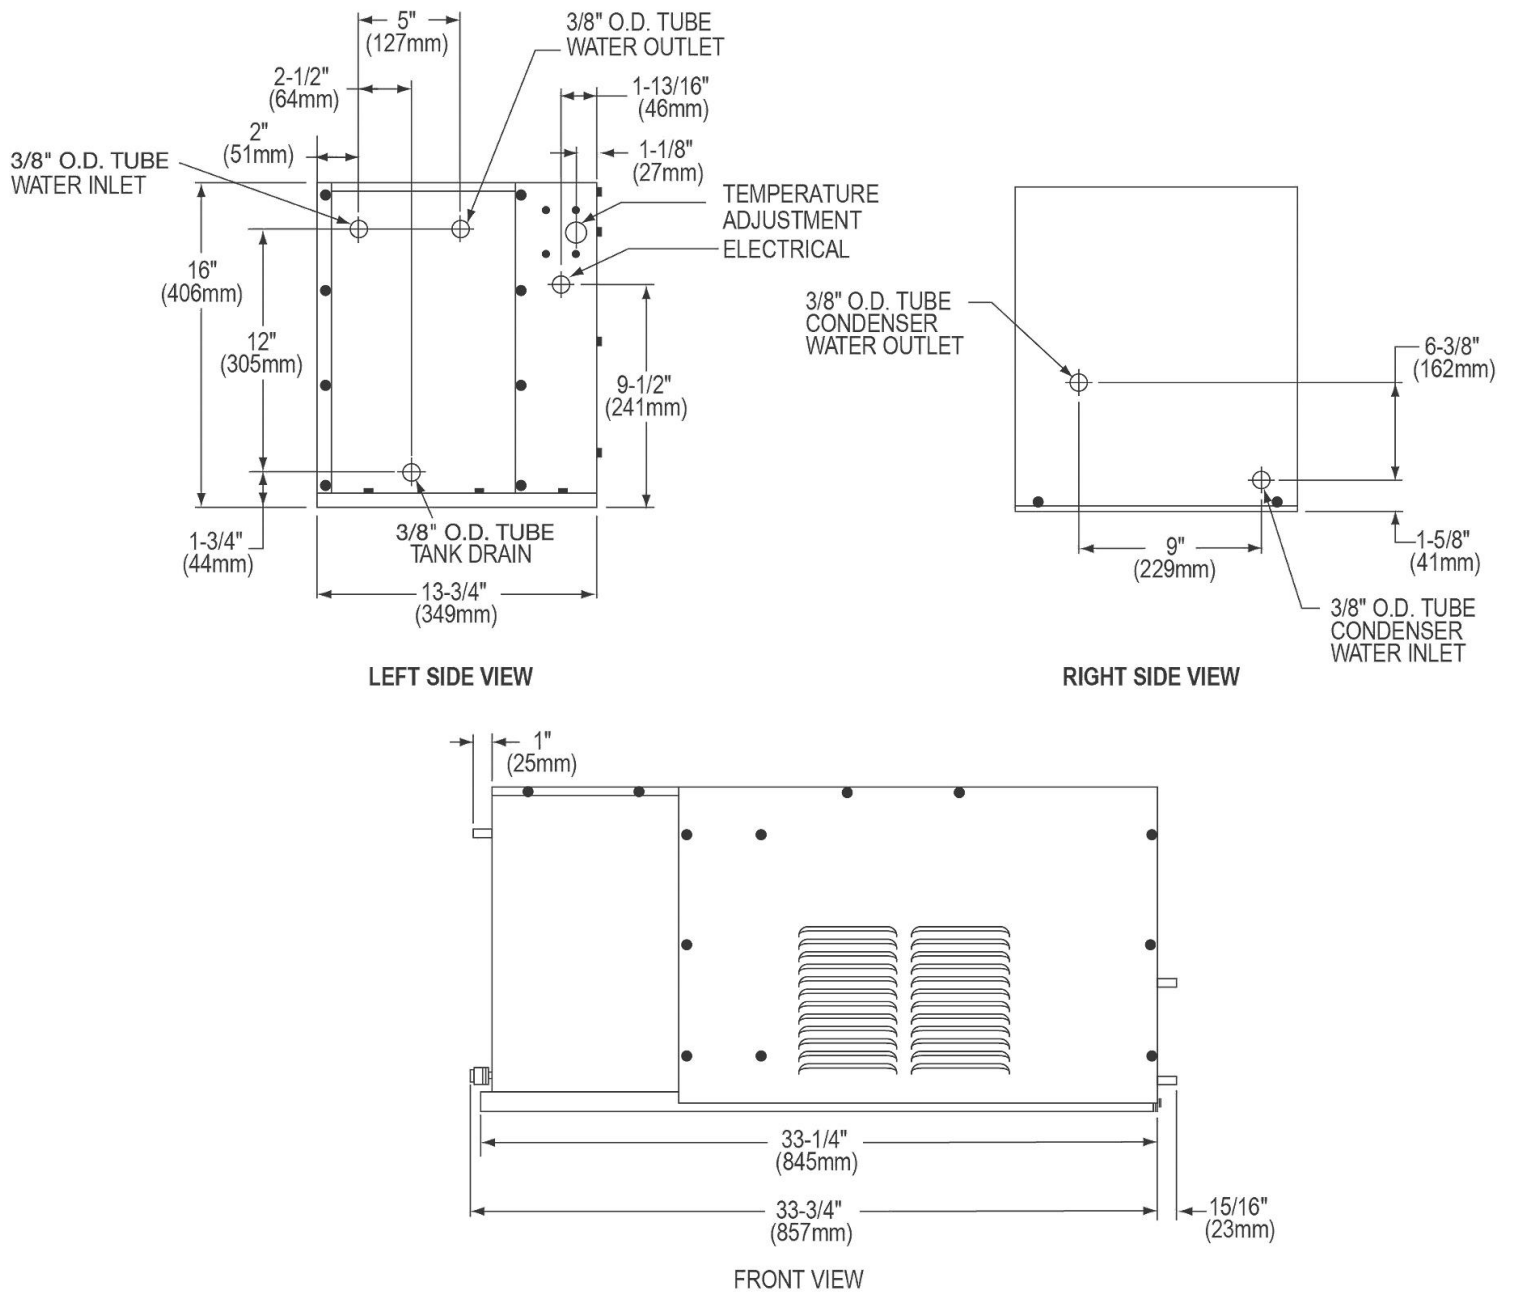 5"
(127mm)
3/8" O.D. TUBE
WATER OUTLET
2-1/2"
(64mm)
1-13/16"
(46mm)
2"
(51mm)
1-1/8"
(27mm)
3/8" O.D. TUBE
WATER INLET
TEMPERATURE
ADJUSTMENT
ELECTRICAL
16"
(406mm)
12"
(305mm)
9-1/2"
(241mm)
1-3/4"
(44mm)
3/8" O.D. TUBE
TANK DRAIN
13-3/4"
(349mm)
LEFT SIDE VIEW
3/8" O.D. TUBE
CONDENSER
WATER OUTLET
6-3/8"
(162mm)
9"
(229mm)
1-5/8"
(41mm)
3/8" O.D. TUBE
CONDENSER
WATER INLET
RIGHT SIDE VIEW
1"
(25mm)
33-1/4"
(845mm)
33-3/4"
(857mm)
15/16"
(23mm)
FRONT VIEW